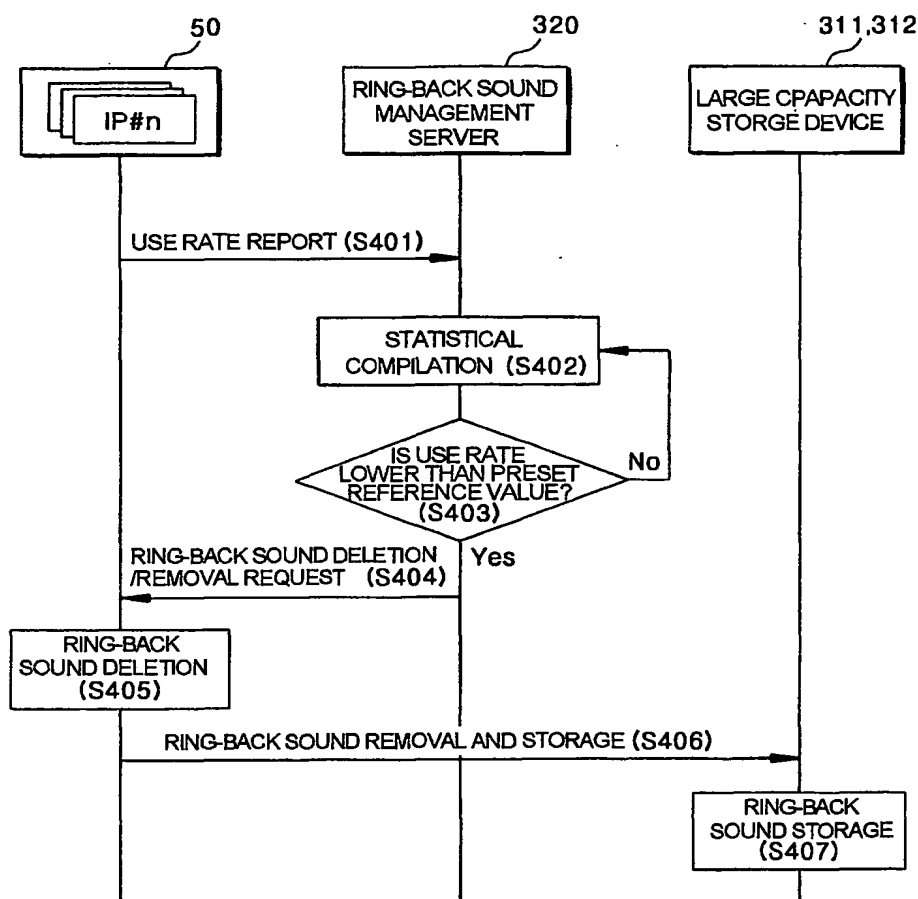 50
320
311,312
IP#n
RING-BACK SOUND
MANAGEMENT
SERVER
LARGE CPAPACITY
STORGE DEVICE
USE RATE REPORT (S401)
STATISTICAL
COMPILATION (S402)
IS USE RATE
LOWER THAN PRESET
REFERENCE VALUE?
(S403)
No
Yes
RING-BACK SOUND DELETION
/REMOVAL REQUEST (S404)
RING-BACK
SOUND DELETION
(S405)
RING-BACK SOUND REMOVAL AND STORAGE (S406)
RING-BACK
SOUND STORAGE
(S407)